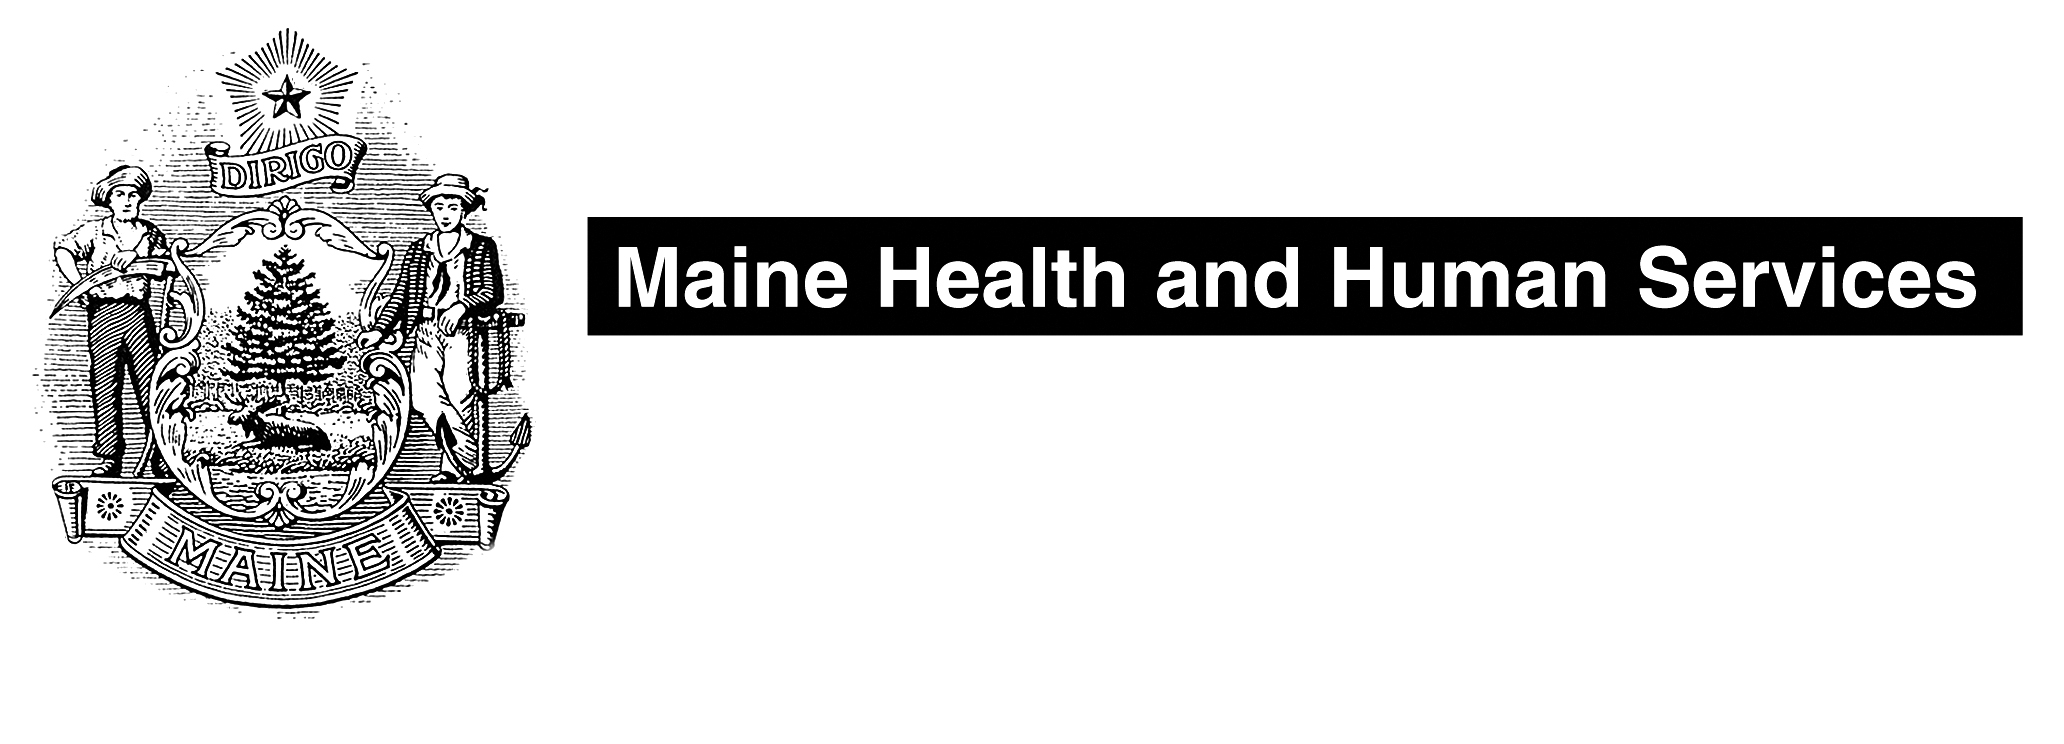 DIRIGO
MAINE
Maine Health and Human Services